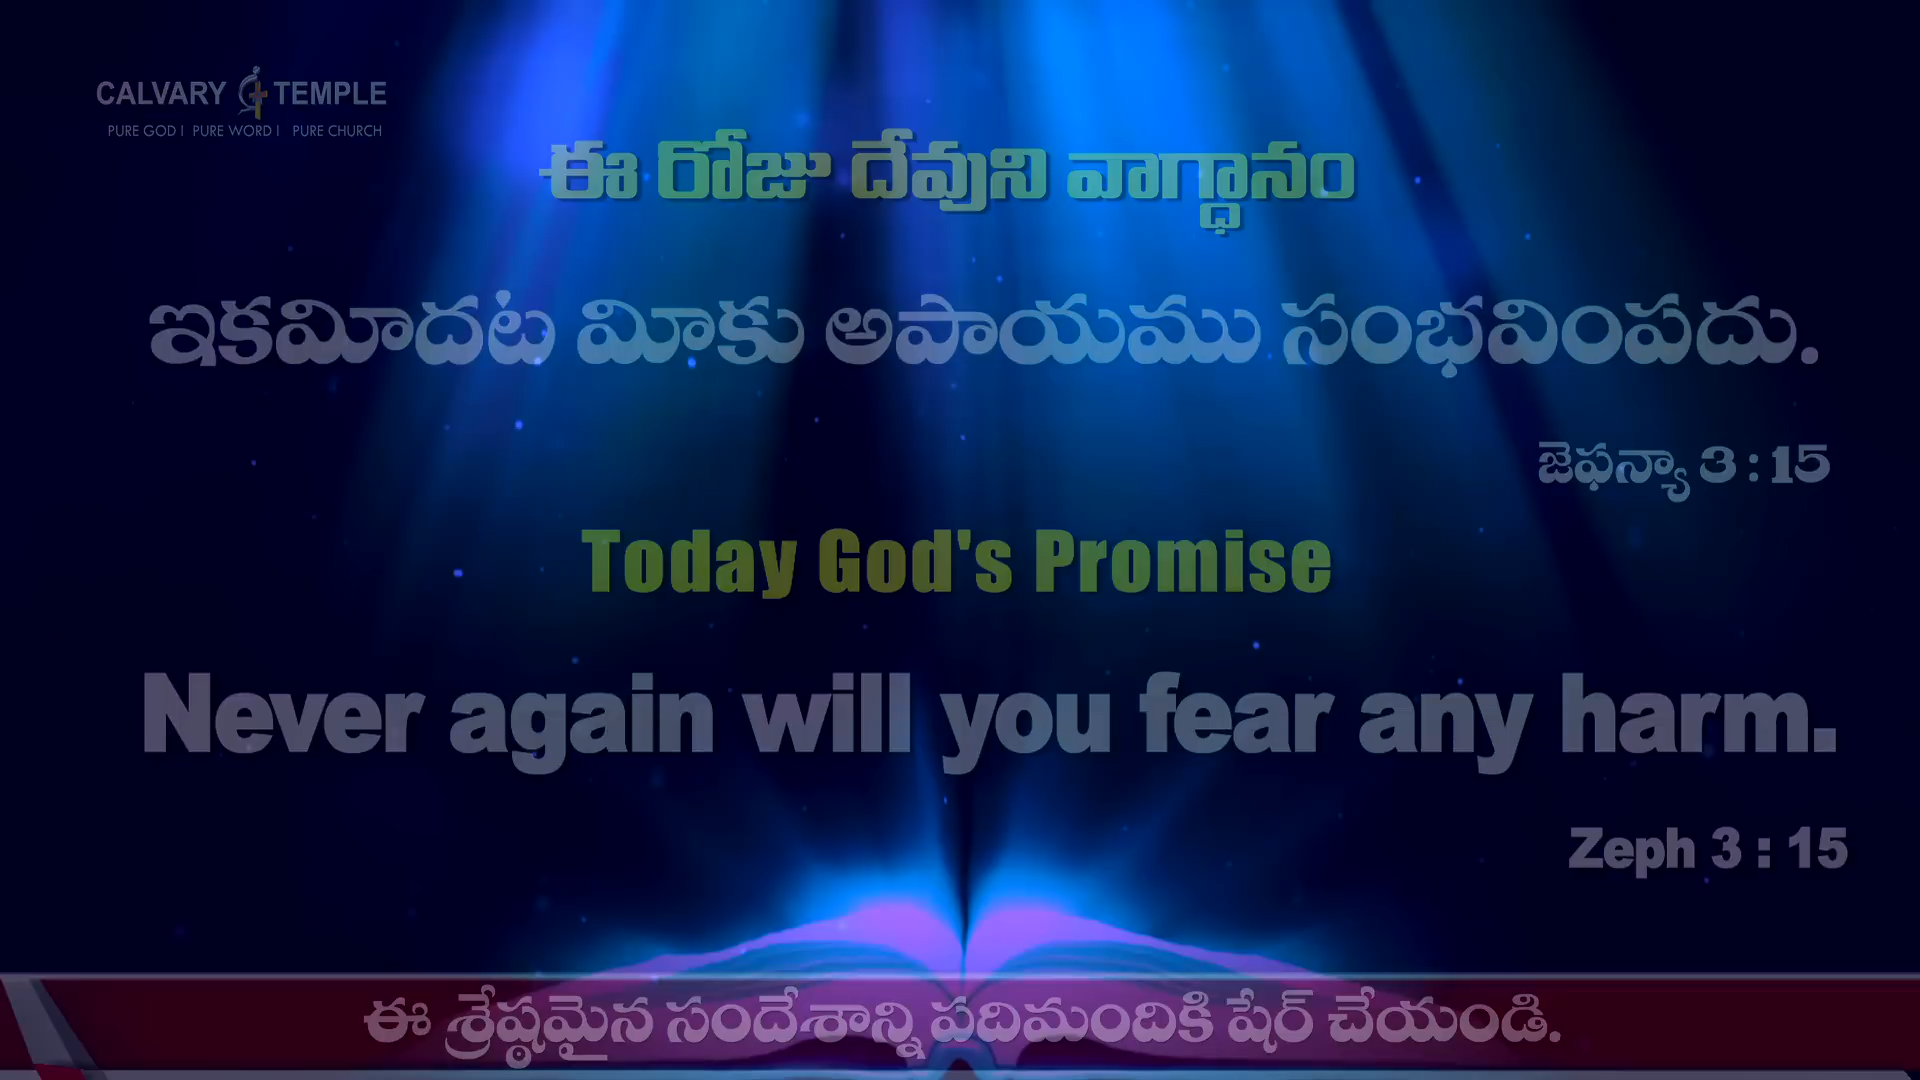 CALVARY TEMPLE
PURE GOD I PURE WORD I PURE CHURCH
ఈ రోజు దేవుని వాగ్ధానం
ఇకమీదట మీకు అపాయము సంభవింపదు.
జెఫన్యా 3 : 15
Today God's Promise
Never again will you fear any harm.
Zeph 3 : 15
ఈ శ్రేష్ఠమైన సందేశాన్ని పదిమందికి షేర్ చేయండి.